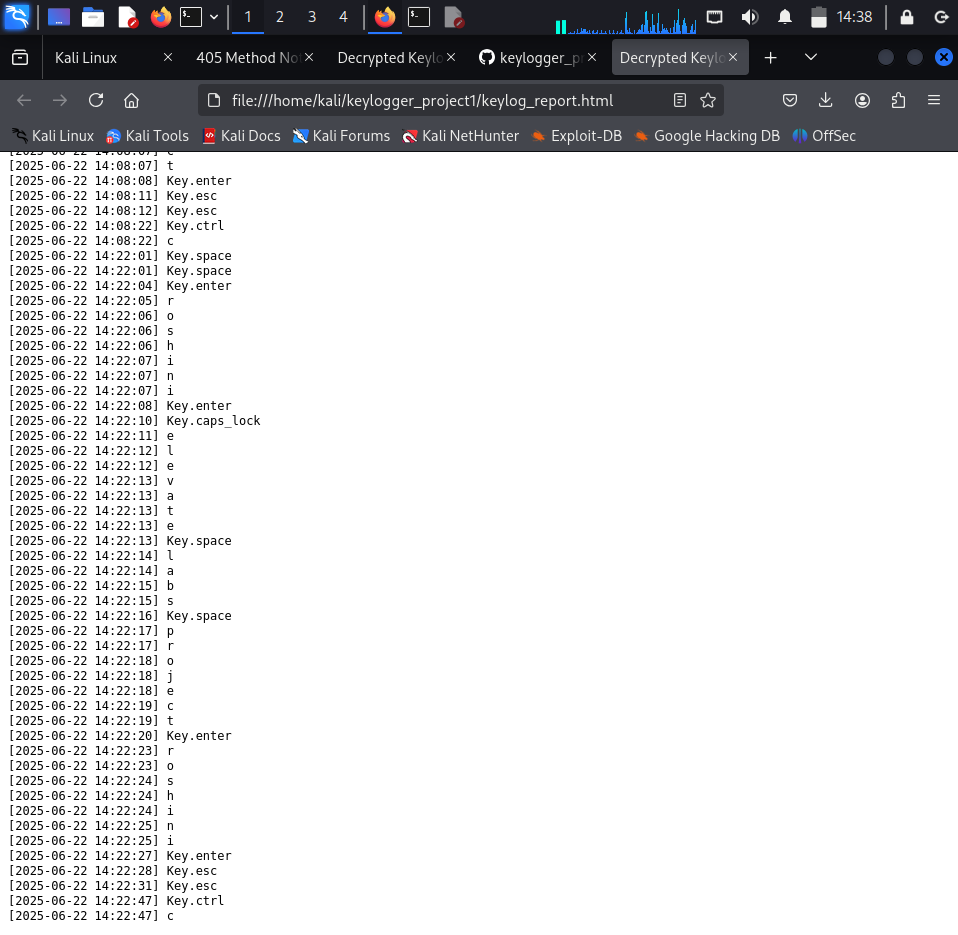 1 2 3 4 14:38
Kali Linux 405 Method No Decrypted Keylo keylogger_pr Decrypted Keylo
file:///home/kali/keylogger_project1/keylog_report.html
Kali Linux Kali Tools Kali Docs Kali Forums Kali NetHunter Exploit-DB Google Hacking DB OffSec
[2025-06-22 14:08:07] c
[2025-06-22 14:08:07] t
[2025-06-22 14:08:08] Key.enter
[2025-06-22 14:08:11] Key.esc
[2025-06-22 14:08:12] Key.esc
[2025-06-22 14:08:22] Key.ctrl
[2025-06-22 14:08:22] c
[2025-06-22 14:22:01] Key.space
[2025-06-22 14:22:01] Key.space
[2025-06-22 14:22:04] Key.enter
[2025-06-22 14:22:05] r
[2025-06-22 14:22:06] o
[2025-06-22 14:22:06] s
[2025-06-22 14:22:06] h
[2025-06-22 14:22:07] i
[2025-06-22 14:22:07] n
[2025-06-22 14:22:07] i
[2025-06-22 14:22:08] Key.enter
[2025-06-22 14:22:10] Key.caps_lock
[2025-06-22 14:22:11] e
[2025-06-22 14:22:12] l
[2025-06-22 14:22:12] e
[2025-06-22 14:22:13] v
[2025-06-22 14:22:13] a
[2025-06-22 14:22:13] t
[2025-06-22 14:22:13] e
[2025-06-22 14:22:13] Key.space
[2025-06-22 14:22:14] l
[2025-06-22 14:22:14] a
[2025-06-22 14:22:15] b
[2025-06-22 14:22:15] s
[2025-06-22 14:22:16] Key.space
[2025-06-22 14:22:17] p
[2025-06-22 14:22:17] r
[2025-06-22 14:22:18] o
[2025-06-22 14:22:18] j
[2025-06-22 14:22:18] e
[2025-06-22 14:22:19] c
[2025-06-22 14:22:19] t
[2025-06-22 14:22:20] Key.enter
[2025-06-22 14:22:23] r
[2025-06-22 14:22:23] o
[2025-06-22 14:22:24] s
[2025-06-22 14:22:24] h
[2025-06-22 14:22:24] i
[2025-06-22 14:22:25] n
[2025-06-22 14:22:25] i
[2025-06-22 14:22:27] Key.enter
[2025-06-22 14:22:28] Key.esc
[2025-06-22 14:22:31] Key.esc
[2025-06-22 14:22:47] Key.ctrl
[2025-06-22 14:22:47] c